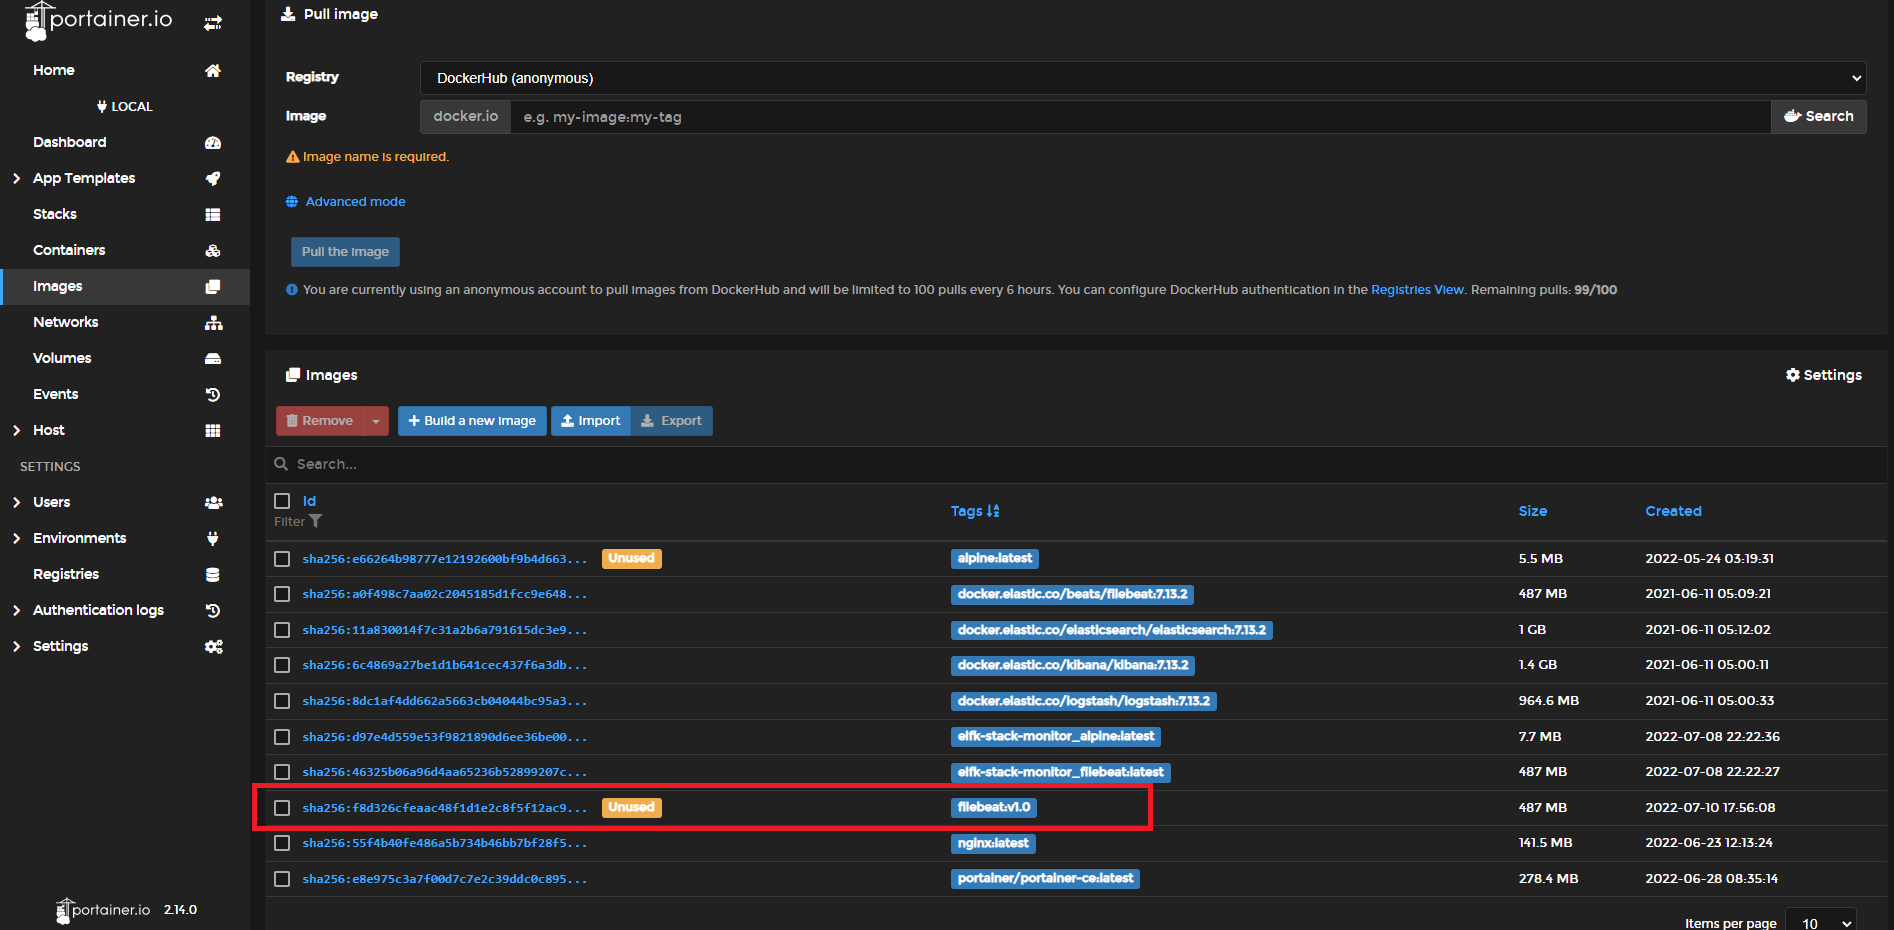 portainer.io
Home
LOCAL
Dashboard
App Templates
Stacks
Containers
Images
Networks
Volumes
Events
Host
SETTINGS
Users
Environments
Registries
Authentication logs
Settings
portainer.io 2.14.0
Pull image
Registry DockerHub (anonymous)
Image docker.io e.g. my-image:my-tag Search
Image name is required.
Advanced mode
Pull the image
You are currently using an anonymous account to pull images from DockerHub and will be limited to 100 pulls every 6 hours. You can configure DockerHub authentication in the Registries View. Remaining pulls: 99/100
Images Settings
Remove Build a new image Import Export
Search...
Id
Filter
Tags Size Created
sha256:e66264b98777e12192600bf9b4d663... Unused alpine:latest 5.5 MB 2022-05-24 03:19:31
sha256:a0f498c7aa02c2045185d1fcc9e648... docker.elastic.co/beats/filebeat:7.13.2 487 MB 2021-06-11 05:09:21
sha256:11a830014f7c31a2b6a791615dc3e9... docker.elastic.co/elasticsearch/elasticsearch:7.13.2 1 GB 2021-06-11 05:12:02
sha256:6c4869a27be1d1b641cec437f6a3db... docker.elastic.co/kibana/kibana:7.13.2 1.4 GB 2021-06-11 05:00:11
sha256:8dc1af4dd662a5663cb04044bc95a3... docker.elastic.co/logstash/logstash:7.13.2 964.6 MB 2021-06-11 05:00:33
sha256:d97e4d559e53f9821890d6ee36be00... elfk-stack-monitor_alpine:latest 7.7 MB 2022-07-08 22:22:36
sha256:46325b06a96d4aa65236b52899207c... elfk-stack-monitor_filebeat:latest 487 MB 2022-07-08 22:22:27
sha256:f8d326cfeaac48f1d1e2c8f5f12ac9... Unused filebeat:v1.0 487 MB 2022-07-10 17:56:08
sha256:55f4b40fe486a5b734b46bb7bf28f5... nginx:latest 141.5 MB 2022-06-23 12:13:24
sha256:e8e975c3a7f00d7c7e2c39ddc0c895... portainer/portainer-ce:latest 278.4 MB 2022-06-28 08:35:14
Items per page 10